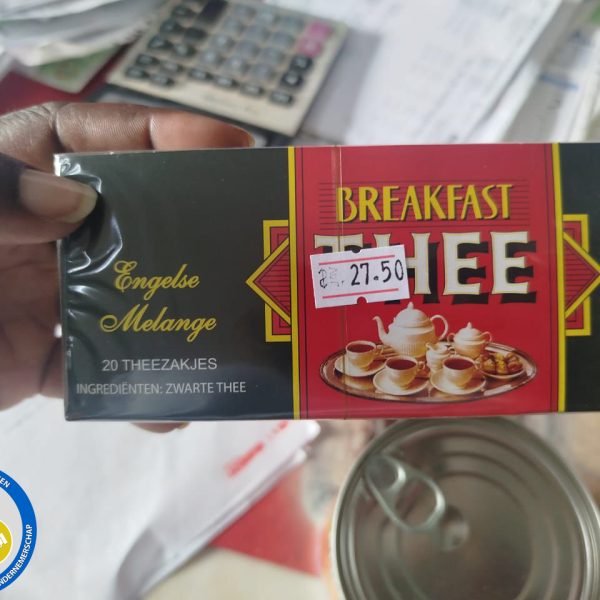 BREAKFAST
THEE
27.50
Engelse
Melange
20 THEEZAKJES
INGREDIËNTEN: ZWARTE THEE